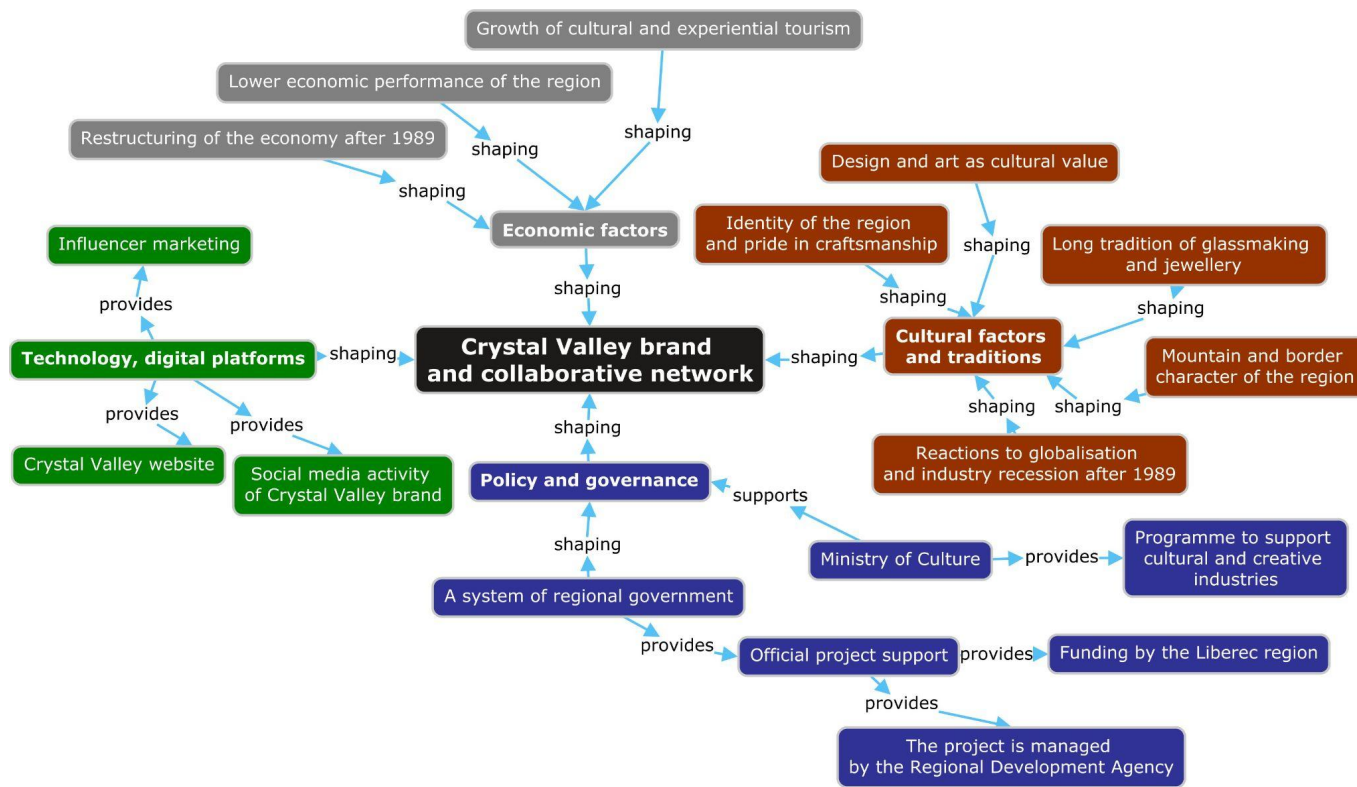 Growth of cultural and experiential tourism
Lower economic performance of the region
Restructuring of the economy after 1989
shaping
shaping
shaping
Economic factors
shaping
Design and art as cultural value
Identity of the region
and pride in craftsmanship
shaping
Long tradition of glassmaking
and jewellery
shaping
shaping
Cultural factors
and traditions
shaping
Mountain and border
character of the region
shaping
shaping
Reactions to globalisation
and industry recession after 1989
Influencer marketing
provides
Technology, digital platforms
shaping
Crystal Valley brand
and collaborative network
provides
provides
Crystal Valley website
Social media activity
of Crystal Valley brand
shaping
Policy and governance
supports
shaping
Ministry of Culture
provides
Programme to support
cultural and creative
industries
A system of regional government
provides
Official project support
provides
Funding by the Liberec region
provides
The project is managed
by the Regional Development Agency